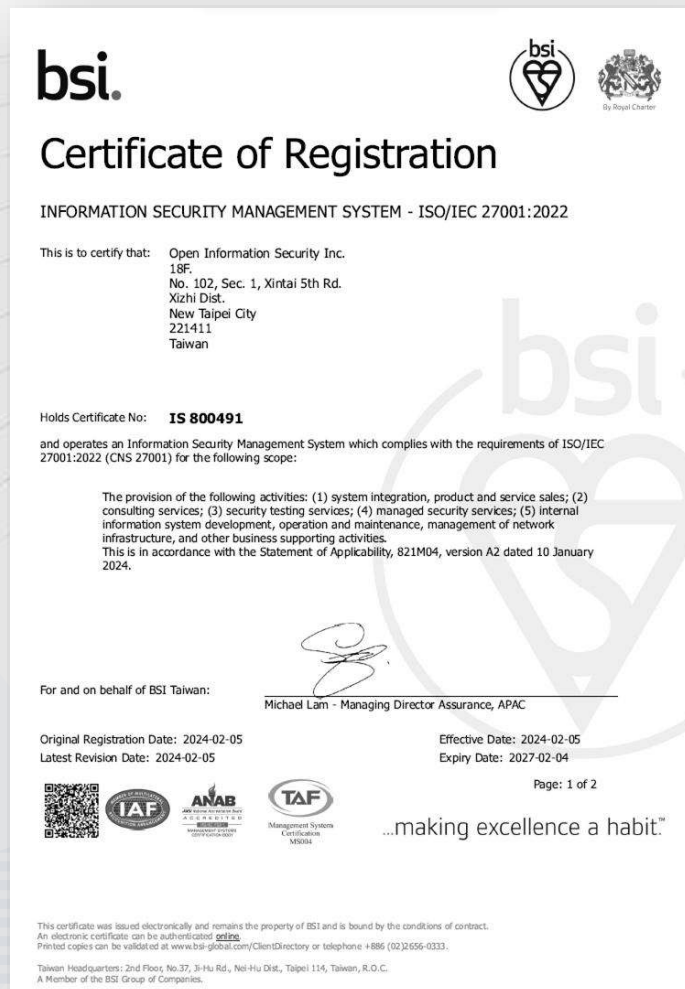 bsi.
bsi
By Royal Charter
Certificate of Registration
INFORMATION SECURITY MANAGEMENT SYSTEM - ISO/IEC 27001:2022
This is to certify that: Open Information Security Inc.
18F.
No. 102, Sec. 1, Xintai 5th Rd.
Xizhi Dist.
New Taipei City
221411
Taiwan
bsi
Holds Certificate No: IS 800491
and operates an Information Security Management System which complies with the requirements of ISO/IEC
27001:2022 (CNS 27001) for the following scope:
The provision of the following activities: (1) system integration, product and service sales; (2)
consulting services; (3) security testing services; (4) managed security services; (5) internal
information system development, operation and maintenance, management of network
infrastructure, and other business supporting activities.
This is in accordance with the Statement of Applicability, 821M04, version A2 dated 10 January
2024.
For and on behalf of BSI Taiwan:
Michael Lam - Managing Director Assurance, APAC
Original Registration Date: 2024-02-05 Effective Date: 2024-02-05
Latest Revision Date: 2024-02-05 Expiry Date: 2027-02-04
Page: 1 of 2
IAF
ANAB
ACCREDITED
TAF
Management System
Certification
MS004
...making excellence a habit.™
This certificate was issued electronically and remains the property of BSI and is bound by the conditions of contract.
An electronic certificate can be authenticated online.
Printed copies can be validated at www.bsi-global.com/ClientDirectory or telephone +886 (02)2656-0333.
Taiwan Headquarters: 2nd Floor, No.37, Ji-Hu Rd., Nei-Hu Dist., Taipei 114, Taiwan, R.O.C.
A Member of the BSI Group of Companies.